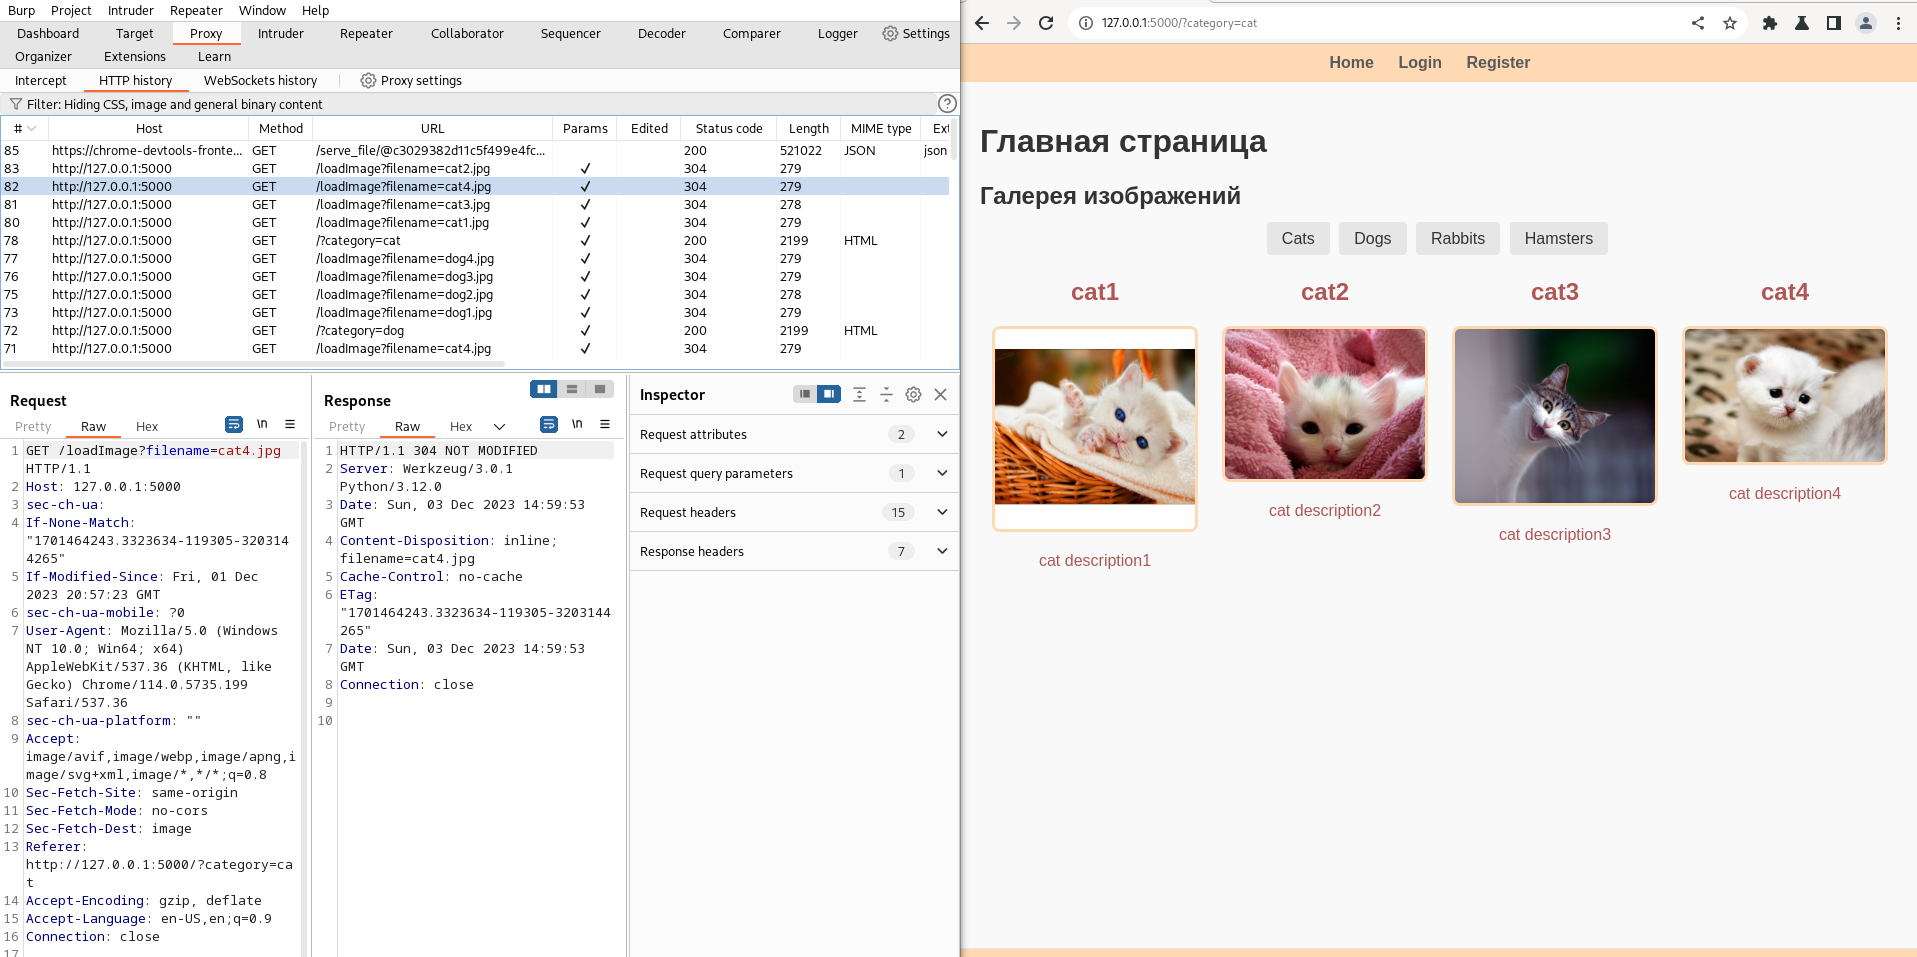 Burp Project Intruder Repeater Window Help
Dashboard Target Proxy Intruder Repeater Collaborator Sequencer Decoder Comparer Logger Settings
Organizer Extensions Learn
Intercept HTTP history WebSockets history Proxy settings
Filter: Hiding CSS, image and general binary content
# Host Method URL Params Edited Status code Length MIME type Ext
85 https://chrome-devtools-fronte... GET /serve_file/@c3029382d11c5f499e4fc... 200 521022 JSON json
83 http://127.0.0.1:5000 GET /loadImage?filename=cat2.jpg ✓ 304 279
82 http://127.0.0.1:5000 GET /loadImage?filename=cat4.jpg ✓ 304 279
81 http://127.0.0.1:5000 GET /loadImage?filename=cat3.jpg ✓ 304 278
80 http://127.0.0.1:5000 GET /loadImage?filename=cat1.jpg ✓ 304 279
78 http://127.0.0.1:5000 GET /?category=cat ✓ 200 2199 HTML
77 http://127.0.0.1:5000 GET /loadImage?filename=dog4.jpg ✓ 304 279
76 http://127.0.0.1:5000 GET /loadImage?filename=dog3.jpg ✓ 304 279
75 http://127.0.0.1:5000 GET /loadImage?filename=dog2.jpg ✓ 304 278
73 http://127.0.0.1:5000 GET /loadImage?filename=dog1.jpg ✓ 304 279
72 http://127.0.0.1:5000 GET /?category=dog ✓ 200 2199 HTML
71 http://127.0.0.1:5000 GET /loadImage?filename=cat4.jpg ✓ 304 279
Request
Pretty Raw Hex \n
1 GET /loadImage?filename=cat4.jpg
HTTP/1.1
2 Host: 127.0.0.1:5000
3 sec-ch-ua:
4 If-None-Match:
"1701464243.3323634-119305-320314
4265"
5 If-Modified-Since: Fri, 01 Dec
2023 20:57:23 GMT
6 sec-ch-ua-mobile: ?0
7 User-Agent: Mozilla/5.0 (Windows
NT 10.0; Win64; x64)
AppleWebKit/537.36 (KHTML, like
Gecko) Chrome/114.0.5735.199
Safari/537.36
8 sec-ch-ua-platform: ""
9 Accept:
image/avif,image/webp,image/apng,i
mage/svg+xml,image/*,*/*;q=0.8
10 Sec-Fetch-Site: same-origin
11 Sec-Fetch-Mode: no-cors
12 Sec-Fetch-Dest: image
13 Referer:
http://127.0.0.1:5000/?category=ca
t
14 Accept-Encoding: gzip, deflate
15 Accept-Language: en-US,en;q=0.9
16 Connection: close
17
Response
Pretty Raw Hex \n
1 HTTP/1.1 304 NOT MODIFIED
2 Server: Werkzeug/3.0.1
Python/3.12.0
3 Date: Sun, 03 Dec 2023 14:59:53
GMT
4 Content-Disposition: inline;
filename=cat4.jpg
5 Cache-Control: no-cache
6 ETag:
"1701464243.3323634-119305-3203144
265"
7 Date: Sun, 03 Dec 2023 14:59:53
GMT
8 Connection: close
9
10
Inspector
Request attributes 2
Request query parameters 1
Request headers 15
Response headers 7
127.0.0.1:5000/?category=cat
Home Login Register
Главная страница
Галерея изображений
Cats Dogs Rabbits Hamsters
cat1 cat2 cat3 cat4
cat description1
cat description2
cat description3
cat description4